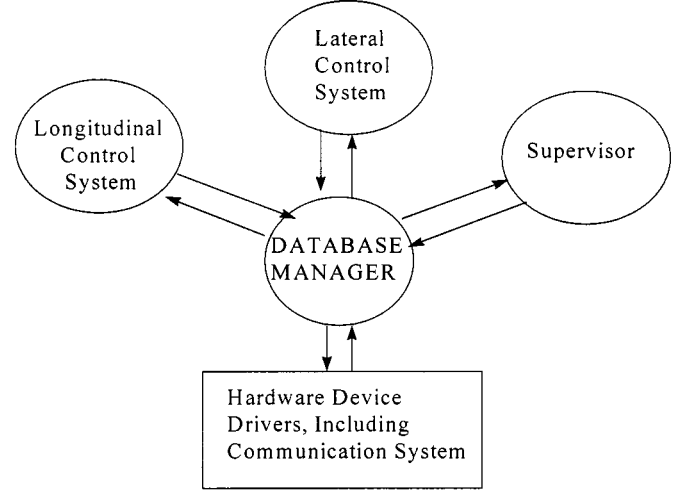 Lateral
Control
System
Longitudinal
Control
System
Supervisor
DATABASE
MANAGER
Hardware Device
Drivers, Including
Communication System